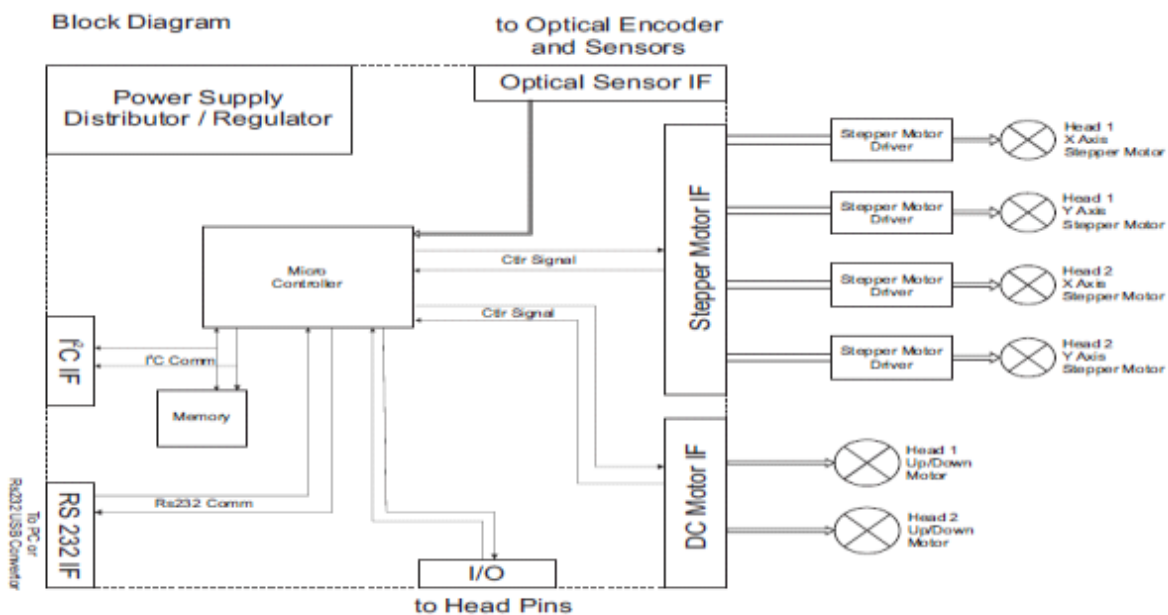 Block Diagram
to Optical Encoder
and Sensors
Power Supply
Distributor / Regulator
Optical Sensor IF
Stepper Motor
Driver
Head 1
X Axis
Stepper Motor
Stepper Motor
Driver
Head 1
Y Axis
Stepper Motor
Stepper Motor IF
Micro
Controller
Ctlr Signal
Stepper Motor
Driver
Head 2
X Axis
Stepper Motor
Ctlr Signal
Stepper Motor
Driver
Head 2
Y Axis
Stepper Motor
I²C IF
I²C Comm
Memory
DC Motor IF
Head 1
Up/Down
Motor
Head 2
Up/Down
Motor
To PC or
Rs232 USB Convertor
RS 232 IF
Rs232 Comm
I/O
to Head Pins